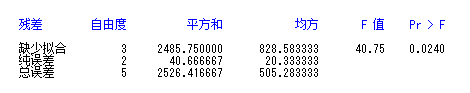 残差 自由度 平方和 均方 F 值 Pr > F
缺少拟合 3 2485.750000 828.583333 40.75 0.0240
纯误差 2 40.666667 20.333333
总误差 5 2526.416667 505.283333